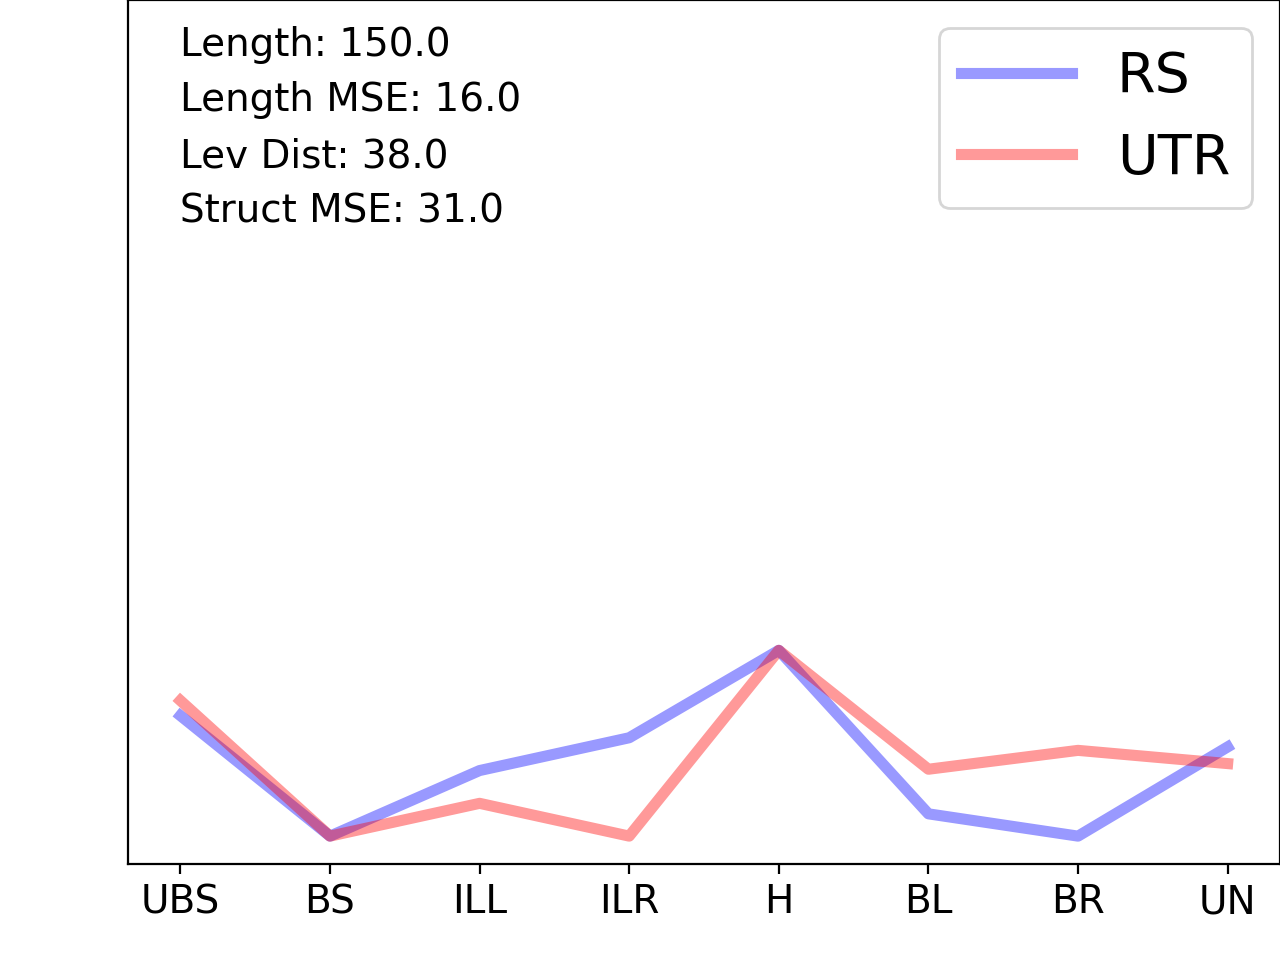 Length: 150.0
Length MSE: 16.0
Lev Dist: 38.0
Struct MSE: 31.0
RS
UTR
UBS BS ILL ILR H BL BR UN